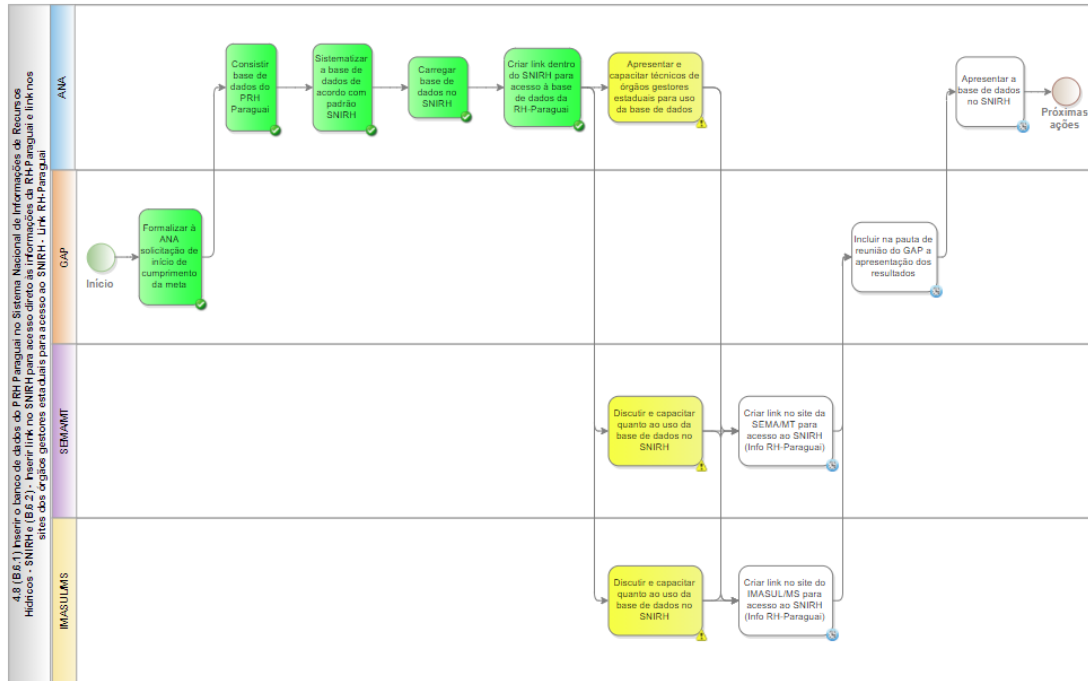 4.8 (B.6.1) Inserir o banco de dados do PRH Paraguai no Sistema Nacional de Informações de Recursos
Hídricos - SNIRH e (B.6.2) - Inserir link no SNIRH para acesso direto às informações da RH-Paraguai e link nos
sites dos órgãos gestores estaduais para acesso ao SNIRH - Link RH-Paraguai
ANA
Consistir
base de
dados do
PRH
Paraguai
Sistematizar
a base de
dados de
acordo com
padrão
SNIRH
Carregar
base de
dados no
SNIRH
Criar link dentro
do SNIRH para
acesso à base
de dados da
RH-Paraguai
Apresentar e
capacitar técnicos de
órgãos gestores
estaduais para uso
da base de dados
Apresentar a
base de dados
no SNIRH
Próximas
ações
GAP
Início
Formalizar à
ANA
solicitação de
início de
cumprimento
da meta
Incluir na pauta de
reunião do GAP a
apresentação dos
resultados
SEMA/MT
Discutir e capacitar
quanto ao uso da
base de dados no
SNIRH
Criar link no site da
SEMA/MT para
acesso ao SNIRH
(Info RH-Paraguai)
IMASUL/MS
Discutir e capacitar
quanto ao uso da
base de dados no
SNIRH
Criar link no site do
IMASUL/MS para
acesso ao SNIRH
(Info RH-Paraguai)